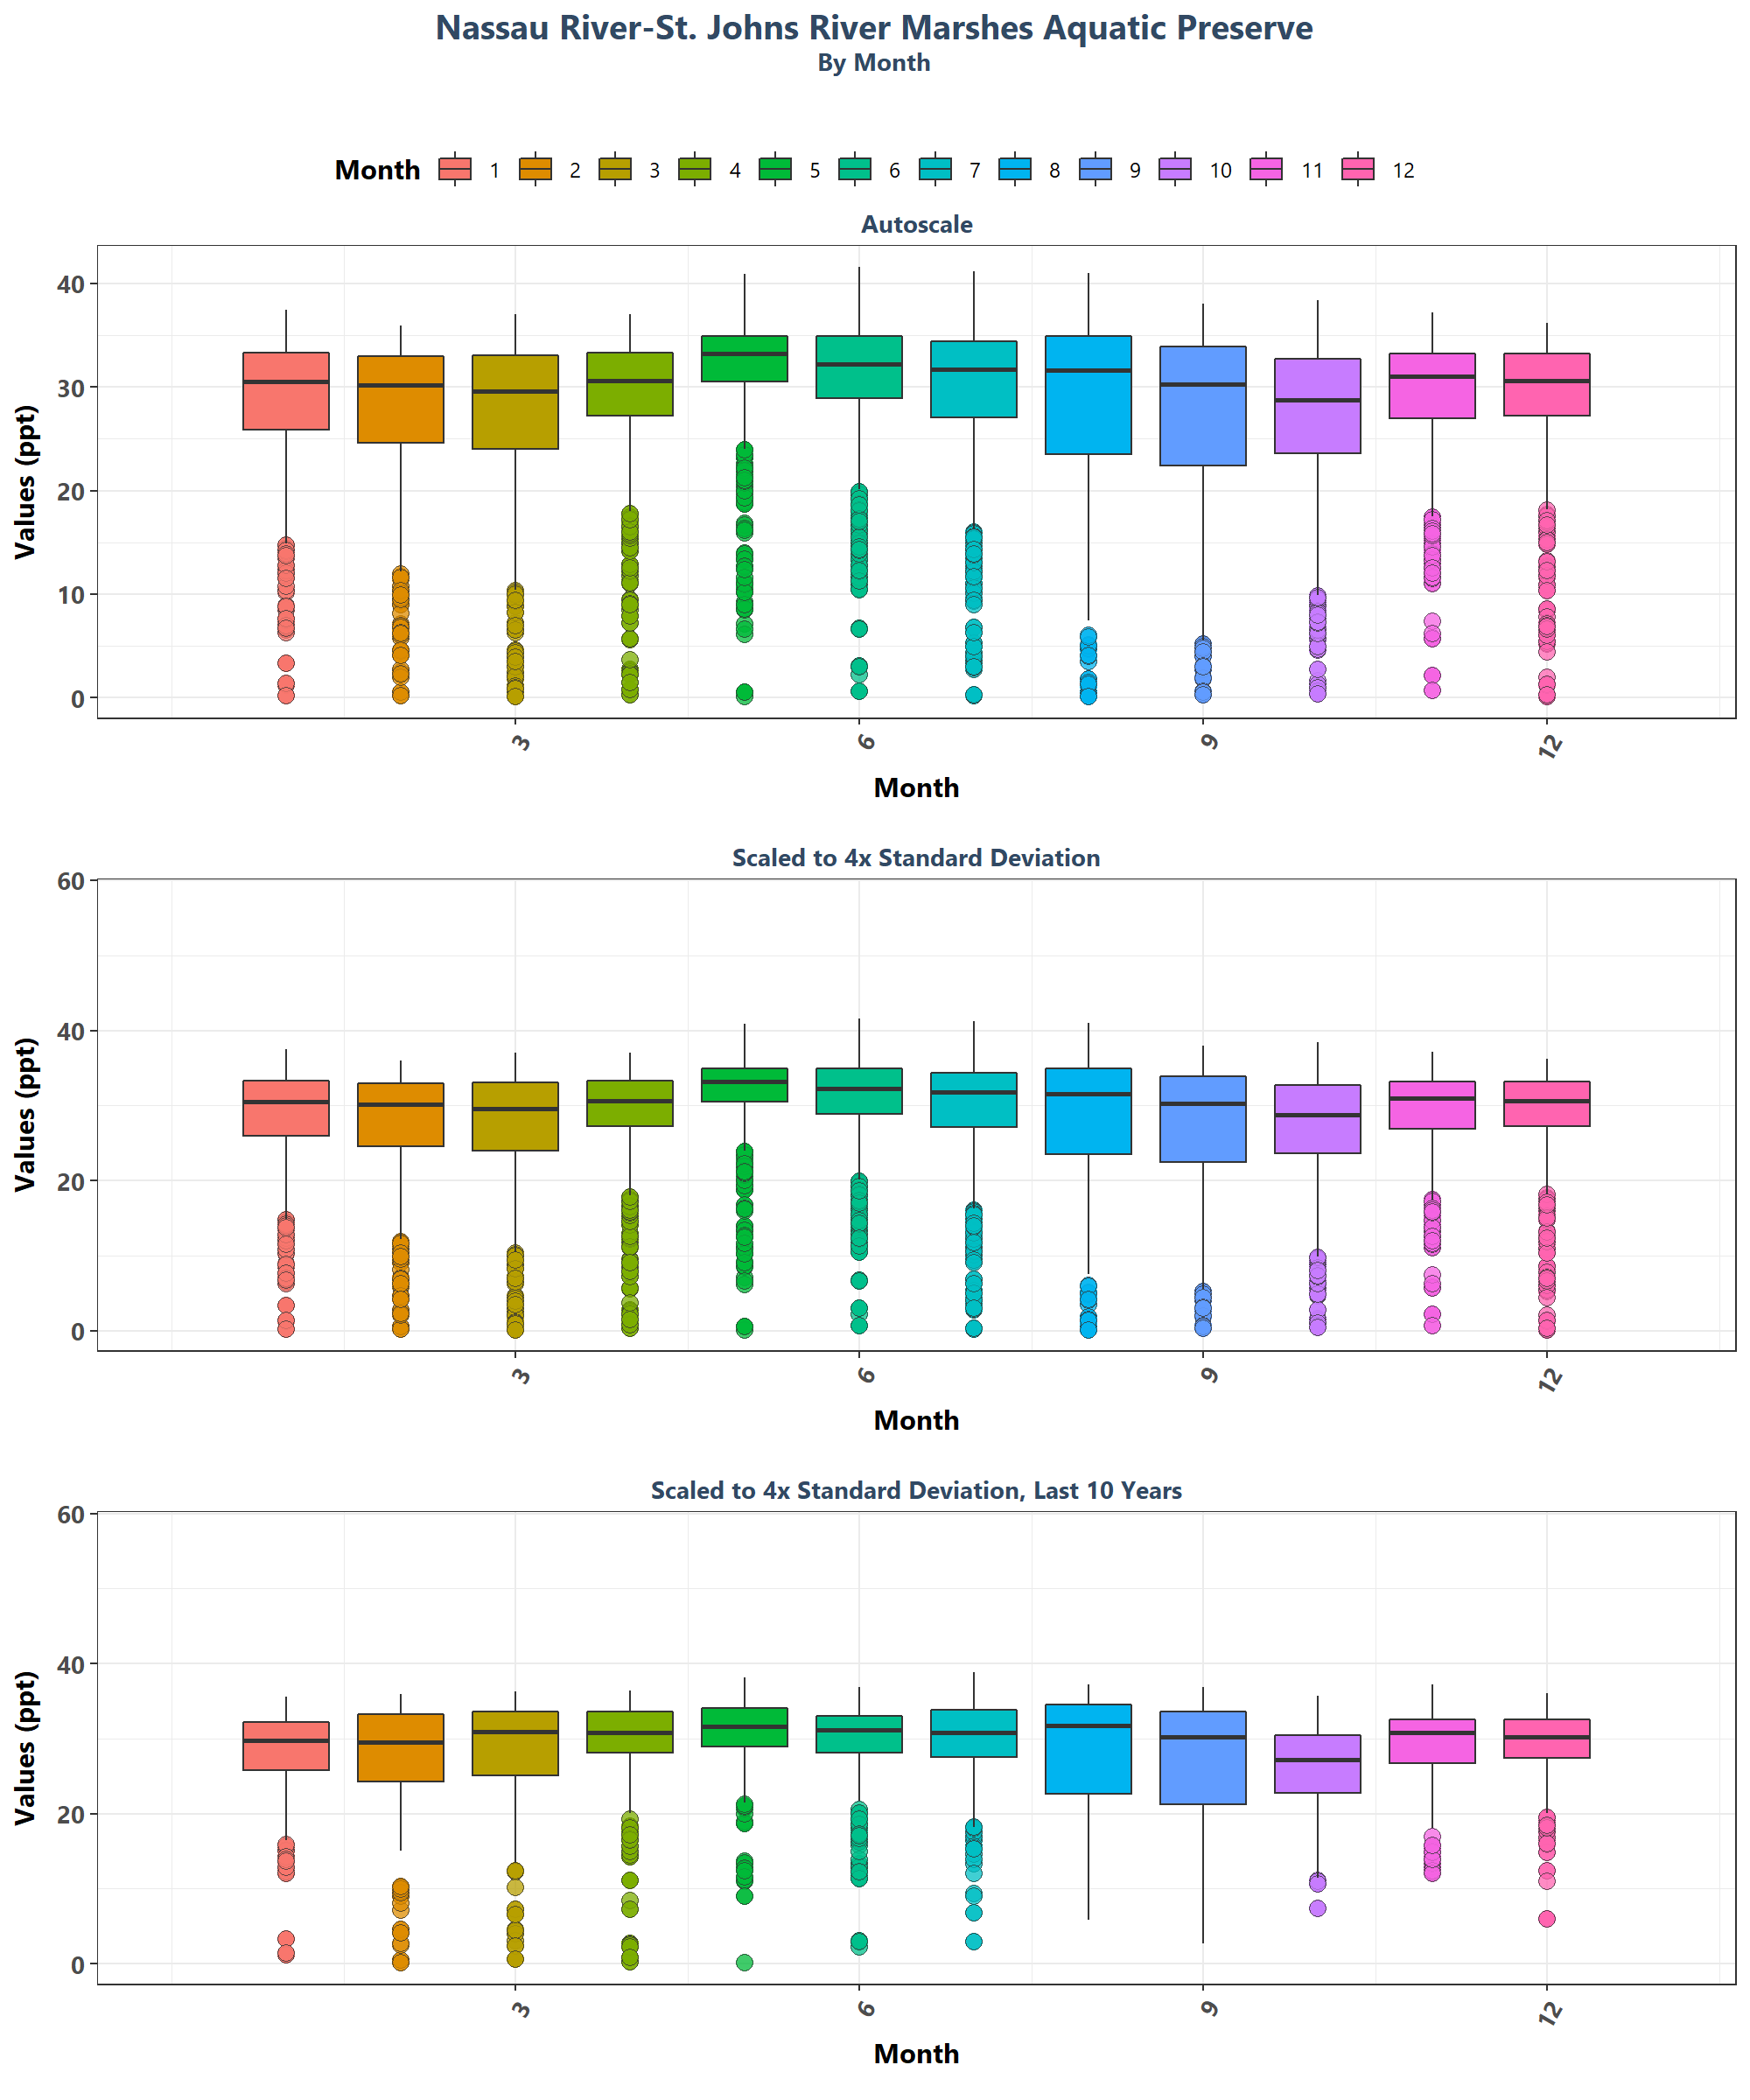 Nassau River-St. Johns River Marshes Aquatic Preserve
By Month
Month 1 2 3 4 5 6 7 8 9 10 11 12
Autoscale
Values (ppt)
40
30
20
10
0
3 6 9 12
Month
Scaled to 4x Standard Deviation
Values (ppt)
60
40
20
0
3 6 9 12
Month
Scaled to 4x Standard Deviation, Last 10 Years
Values (ppt)
60
40
20
0
3 6 9 12
Month